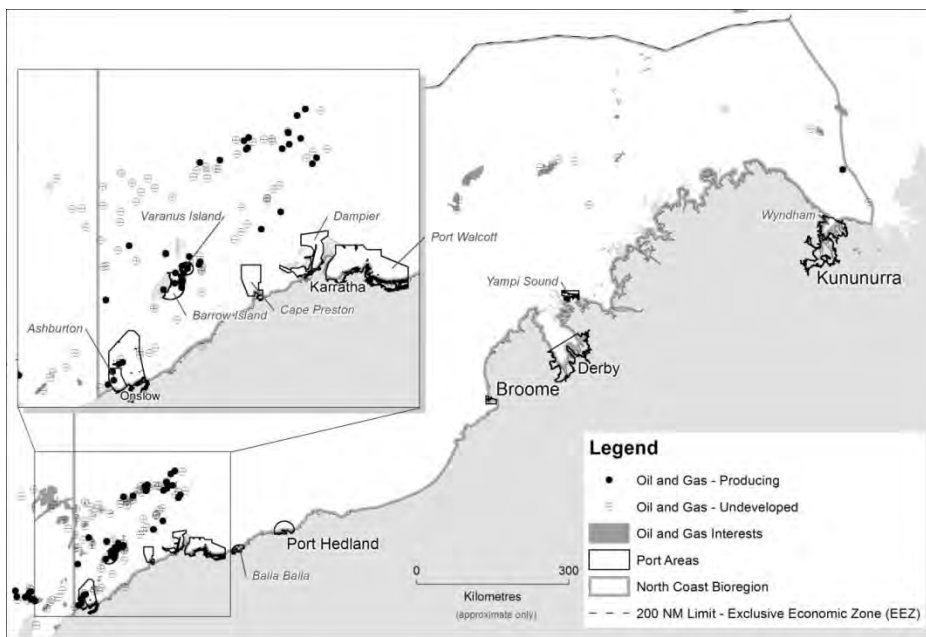 Varanus Island
Dampier
Port Walcott
Karratha
Cape Preston
Barrow Island
Ashburton
Onslow
Wyndham
Kununurra
Yampi Sound
Derby
Broome
Port Hedland
Balla Balla
0 300
Kilometres
(approximate only)
Legend
Oil and Gas - Producing
Oil and Gas - Undeveloped
Oil and Gas Interests
Port Areas
North Coast Bioregion
200 NM Limit - Exclusive Economic Zone (EEZ)